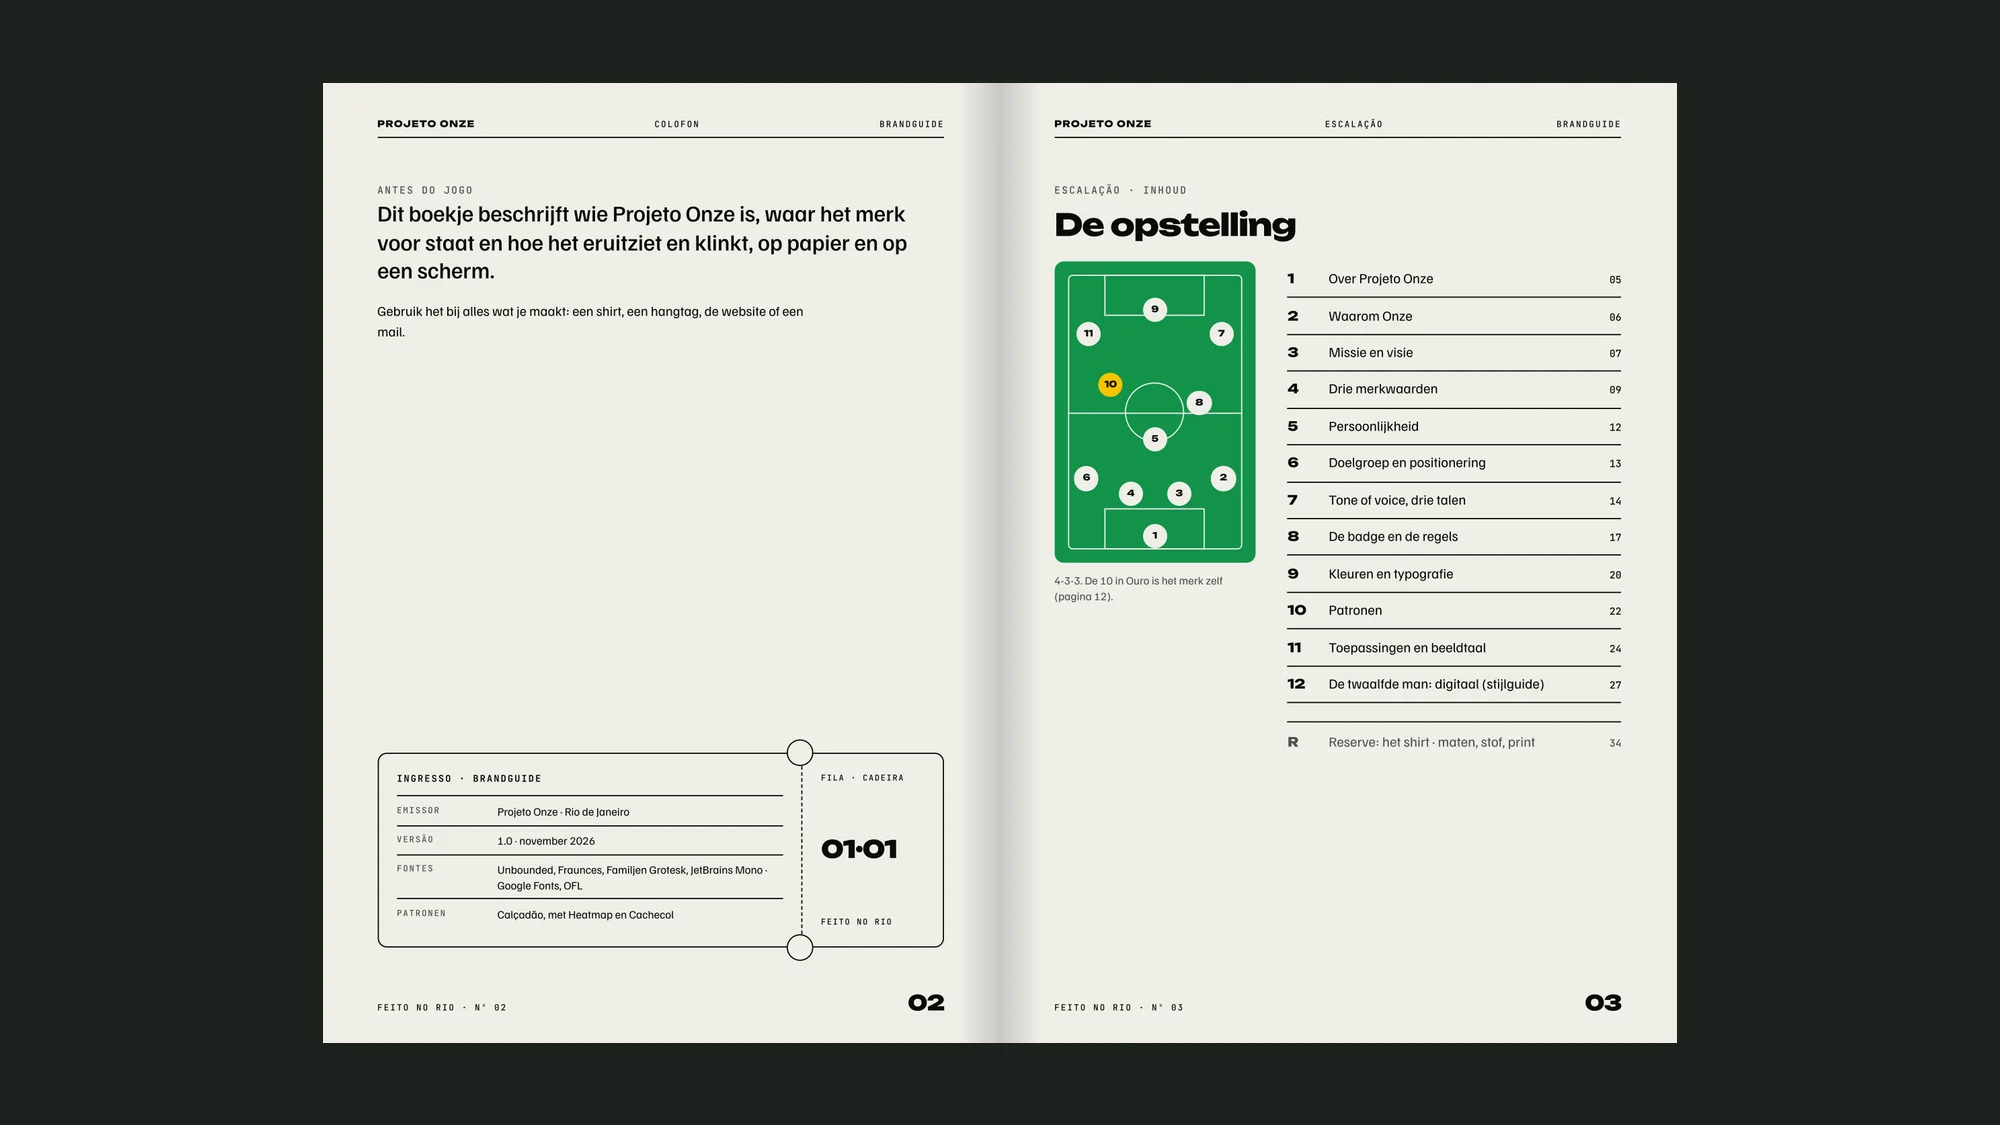 PROJETO ONZE COLOFON BRANDGUIDE
ANTES DO JOGO
Dit boekje beschrijft wie Projeto Onze is, waar het merk
voor staat en hoe het eruitziet en klinkt, op papier en op
een scherm.
Gebruik het bij alles wat je maakt: een shirt, een hangtag, de website of een
mail.
INGRESSO · BRANDGUIDE
EMISSOR Projeto Onze · Rio de Janeiro
VERSÃO 1.0 · november 2026
FONTES Unbounded, Fraunces, Familjen Grotesk, JetBrains Mono ·
Google Fonts, OFL
PATRONEN Calçadão, met Heatmap en Cachecol
FILA · CADEIRA
01·01
FEITO NO RIO
FEITO NO RIO · N° 02 02
PROJETO ONZE ESCALAÇÃO BRANDGUIDE
ESCALAÇÃO · INHOUD
De opstelling
9
11 7
10
8
5
6 2
4 3
1
4-3-3. De 10 in Ouro is het merk zelf
(pagina 12).
1 Over Projeto Onze 05
2 Waarom Onze 06
3 Missie en visie 07
4 Drie merkwaarden 09
5 Persoonlijkheid 12
6 Doelgroep en positionering 13
7 Tone of voice, drie talen 14
8 De badge en de regels 17
9 Kleuren en typografie 20
10 Patronen 22
11 Toepassingen en beeldtaal 24
12 De twaalfde man: digitaal (stijlguide) 27
R Reserve: het shirt · maten, stof, print 34
FEITO NO RIO · N° 03 03